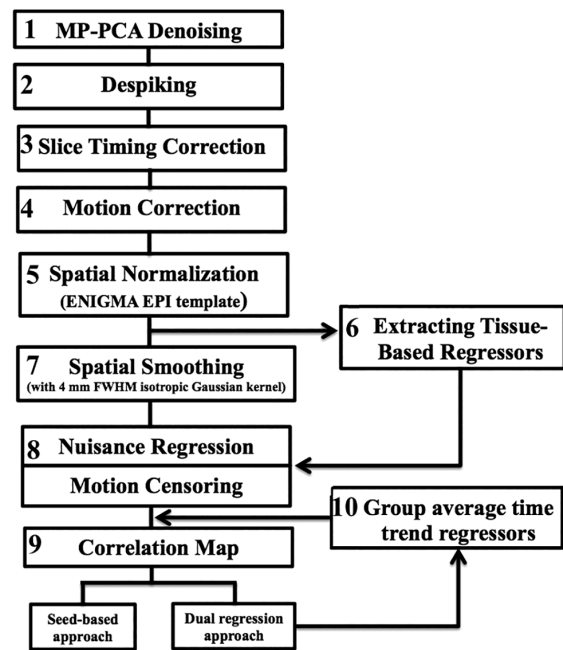 1 MP-PCA Denoising
2 Despiking
3 Slice Timing Correction
4 Motion Correction
5 Spatial Normalization
(ENIGMA EPI template)
6 Extracting Tissue-
Based Regressors
7 Spatial Smoothing
(with 4 mm FWHM isotropic Gaussian kernel)
8 Nuisance Regression
Motion Censoring
10 Group average time
trend regressors
9 Correlation Map
Seed-based
approach
Dual regression
approach